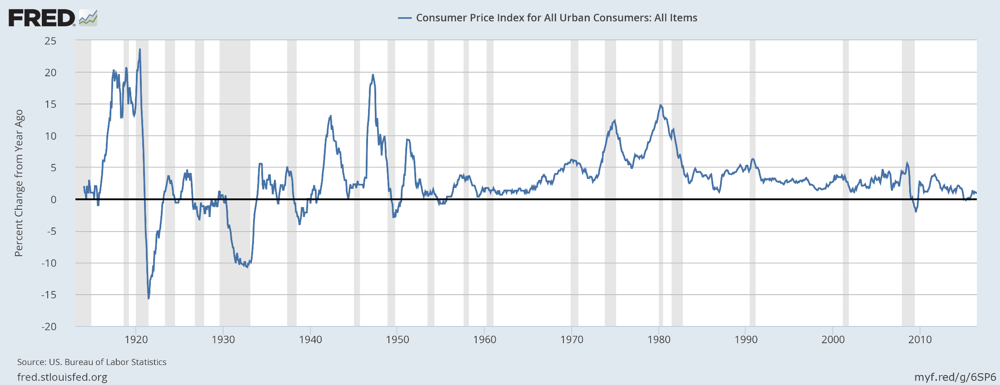 FRED®
Consumer Price Index for All Urban Consumers: All Items
Percent Change from Year Ago
25
20
15
10
5
0
-5
-10
-15
-20
1920 1930 1940 1950 1960 1970 1980 1990 2000 2010
Source: US. Bureau of Labor Statistics
fred.stlouisfed.org
myf.red/g/6SP6